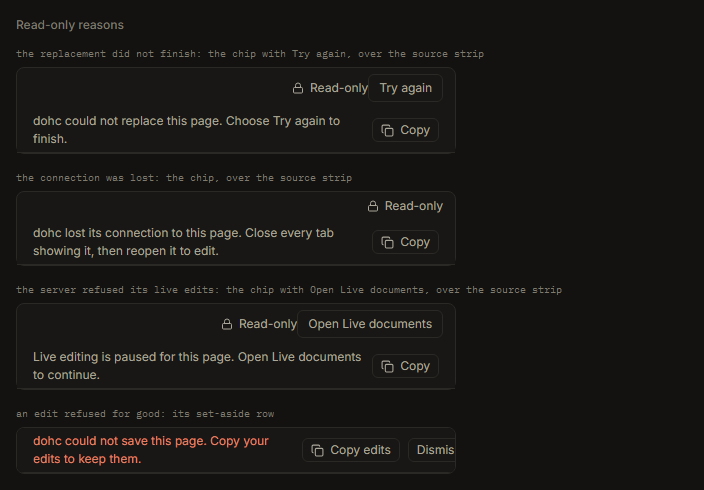 Read-only reasons
the replacement did not finish: the chip with Try again, over the source strip
Read-only Try again
dohc could not replace this page. Choose Try again to
finish.
Copy
the connection was lost: the chip, over the source strip
Read-only
dohc lost its connection to this page. Close every tab
showing it, then reopen it to edit.
Copy
the server refused its live edits: the chip with Open Live documents, over the source strip
Read-only Open Live documents
Live editing is paused for this page. Open Live documents
to continue.
Copy
an edit refused for good: its set-aside row
dohc could not save this page. Copy your
edits to keep them.
Copy edits Dismis